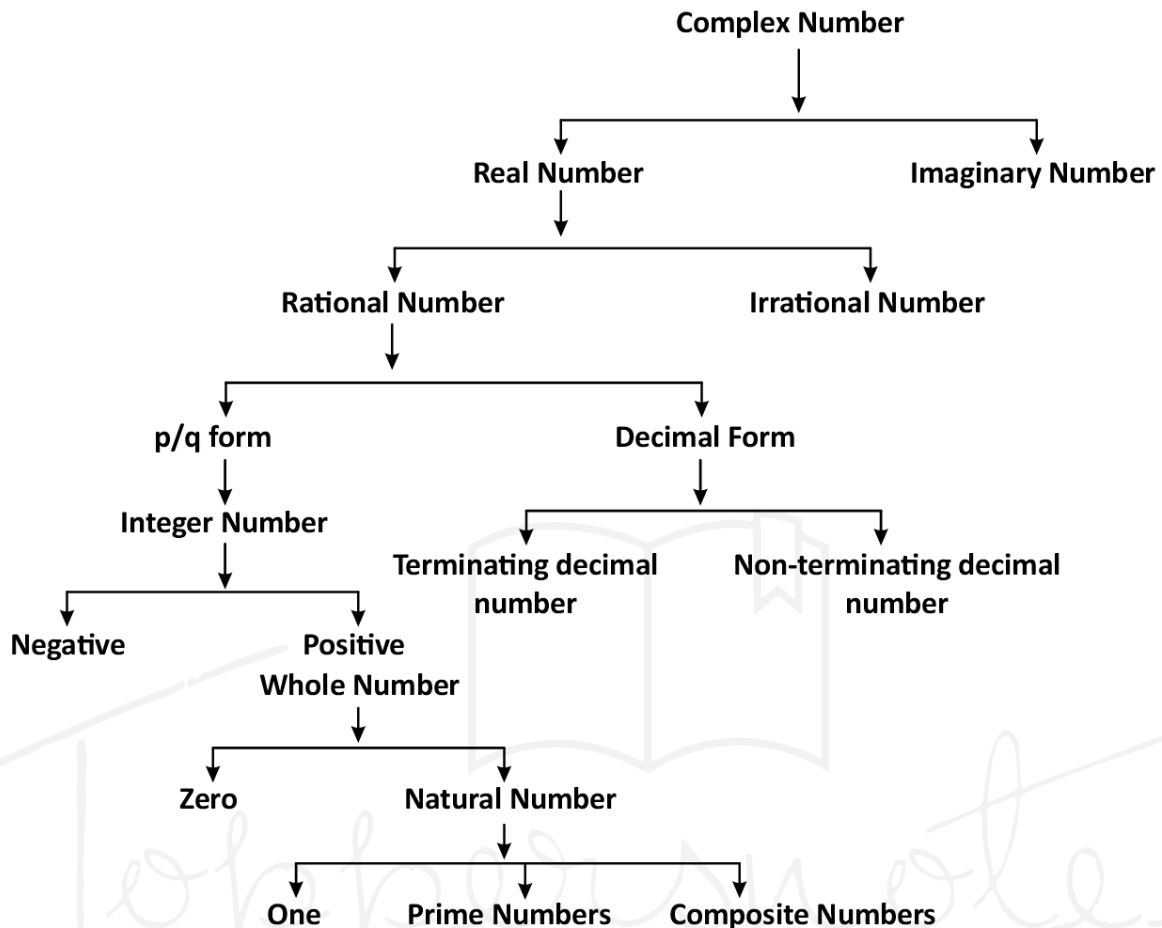 Complex Number
Real Number
Imaginary Number
Rational Number
Irrational Number
p/q form
Decimal Form
Integer Number
Terminating decimal
number
Non-terminating decimal
number
Negative
Positive
Whole Number
Zero
Natural Number
One
Prime Numbers
Composite Numbers
Toppersnotes